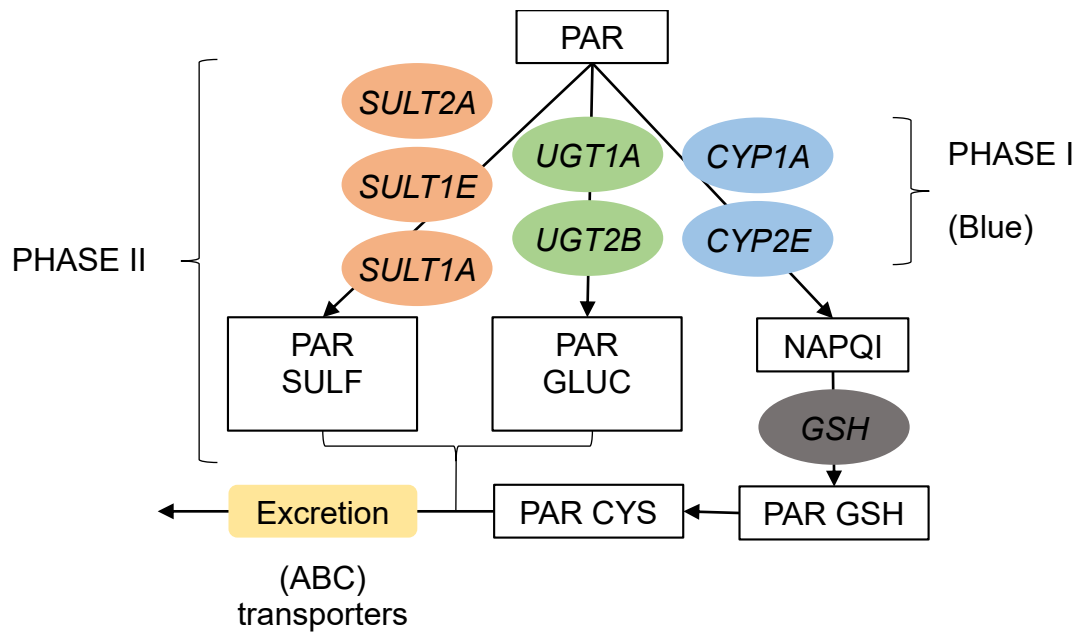 PAR
SULT2A
UGT1A
CYP1A
PHASE I
SULT1E
(Blue)
UGT2B
CYP2E
PHASE II
SULT1A
PAR
SULF
PAR
GLUC
NAPQI
GSH
Excretion
PAR CYS
PAR GSH
(ABC)
transporters